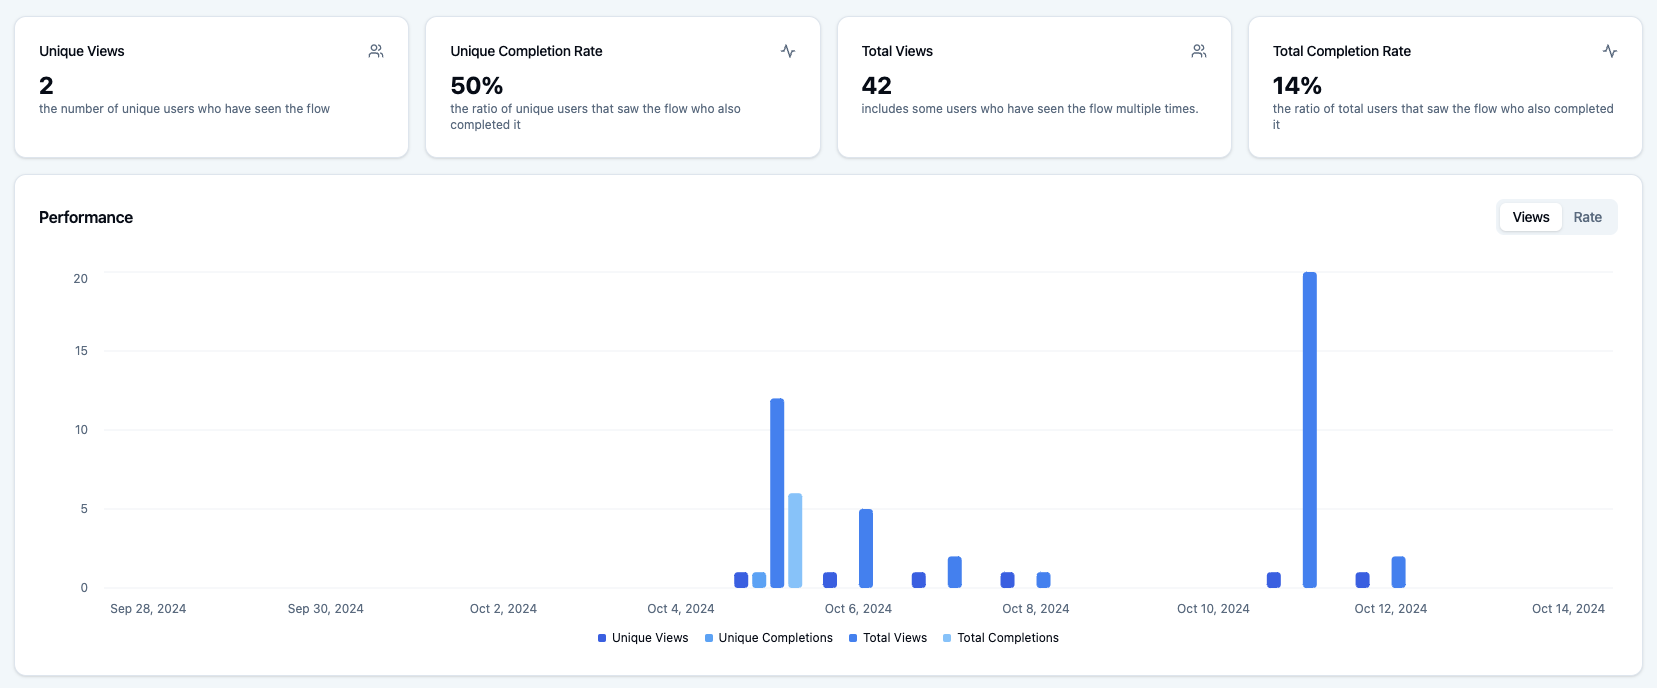 Unique Views
2
the number of unique users who have seen the flow
Unique Completion Rate
50%
the ratio of unique users that saw the flow who also
completed it
Total Views
42
includes some users who have seen the flow multiple times.
Total Completion Rate
14%
the ratio of total users that saw the flow who also completed
it
Performance
Views Rate
20
15
10
5
0
Sep 28, 2024 Sep 30, 2024 Oct 2, 2024 Oct 4, 2024 Oct 6, 2024 Oct 8, 2024 Oct 10, 2024 Oct 12, 2024 Oct 14, 2024
Unique Views Unique Completions Total Views Total Completions